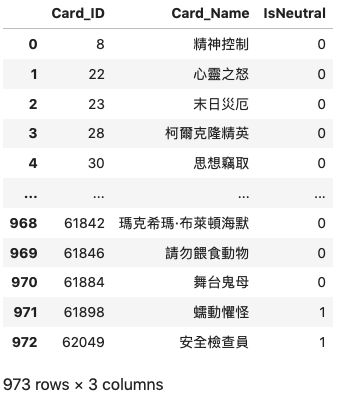 Card_ID Card_Name IsNeutral
0 8 精神控制 0
1 22 心靈之怒 0
2 23 末日災厄 0
3 28 柯爾克隆精英 0
4 30 思想竊取 0
... ... ... ...
968 61842 瑪克希瑪·布萊頓海默 0
969 61846 請勿餵食動物 0
970 61884 舞台鬼母 0
971 61898 蠕動懼怪 1
972 62049 安全檢查員 1
973 rows × 3 columns